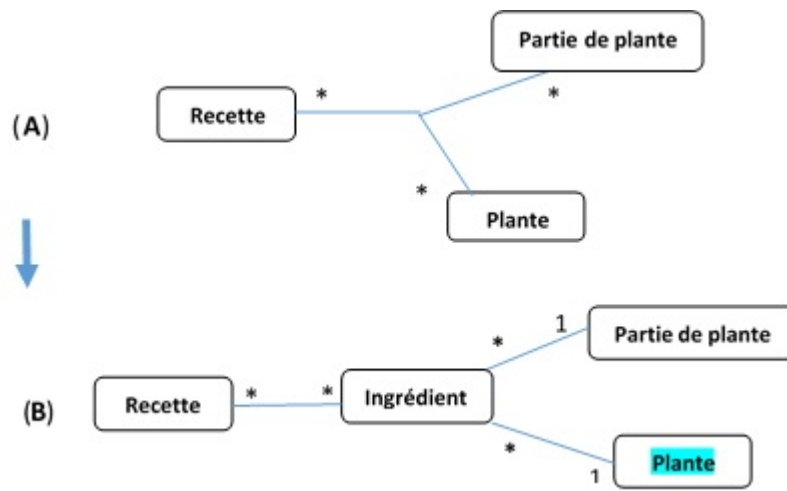 Partie de plante
*
*
Recette
(A)
*
Plante
1
*
Partie de plante
(B)
Recette
*
*
Ingrédient
*
1
Plante